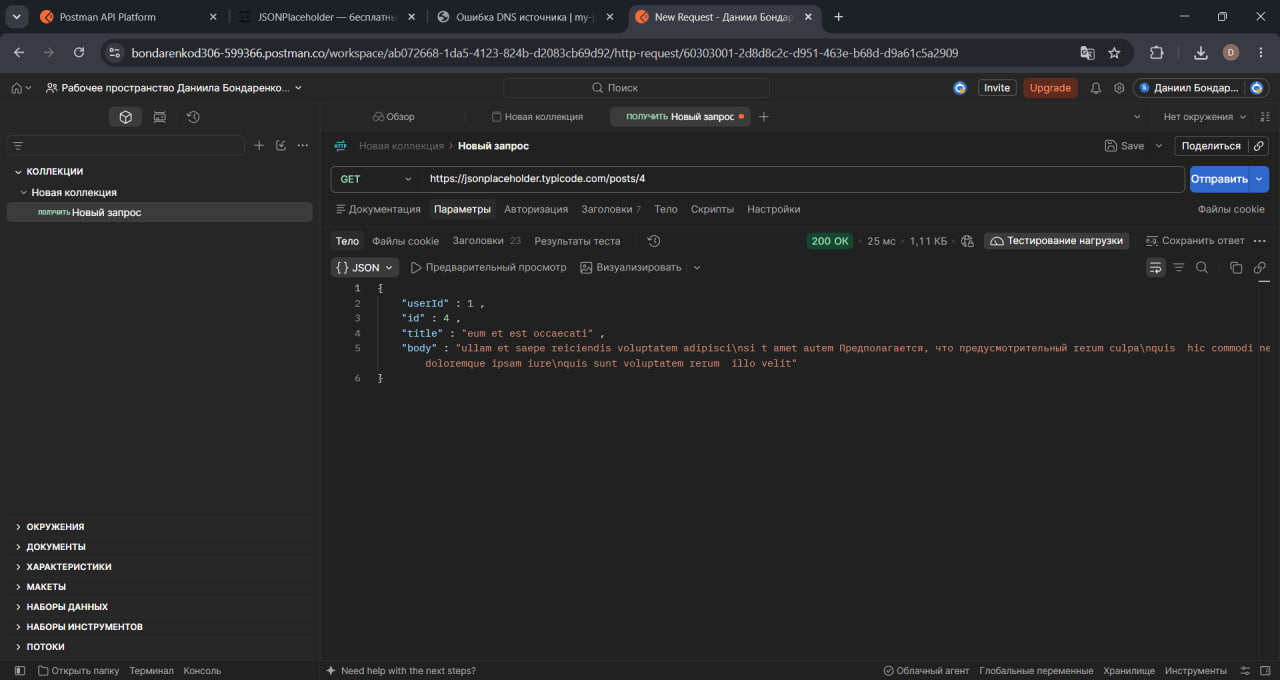 Postman API Platform
JSONPlaceholder — бесплатны
Ошибка DNS источника | my-j
New Request - Даниил Бондар
bondarenkod306-599366.postman.co/workspace/ab072668-1da5-4123-824b-d2083cb69d92/http-request/60303001-2d8d8c2c-d951-463e-b68d-d9a61c5a2909
D
Рабочее пространство Даниила Бондаренко...
Поиск
Invite
Upgrade
Даниил Бондар...
Обзор
Новая коллекция
ПОЛУЧИТЬ Новый запрос
Нет окружения
HTTP
Новая коллекция > Новый запрос
Save
Поделиться
КОЛЛЕКЦИИ
Новая коллекция
ПОЛУЧИТЬ Новый запрос
GET
https://jsonplaceholder.typicode.com/posts/4
Отправить
Документация
Параметры
Авторизация
Заголовки 7
Тело
Скрипты
Настройки
Файлы cookie
Тело
Файлы cookie
Заголовки 23
Результаты теста
200 OK
25 мс
1,11 КБ
Тестирование нагрузки
e.g. Сохранить ответ
{} JSON
Предварительный просмотр
Визуализировать
1 {
2 "userId" : 1 ,
3 "id" : 4 ,
4 "title" : "eum et est occaecati" ,
5 "body" : "ullam et saepe reiciendis voluptatem adipisci\nsi t amet autem Предполагается, что предусмотрительный rerum culpa\nquis hic commodi ne
doloremque ipsam iure\nquis sunt voluptatem rerum illo velit"
6 }
ОКРУЖЕНИЯ
ДОКУМЕНТЫ
ХАРАКТЕРИСТИКИ
МАКЕТЫ
НАБОРЫ ДАННЫХ
НАБОРЫ ИНСТРУМЕНТОВ
ПОТОКИ
Открыть папку
Терминал
Консоль
Need help with the next steps?
Облачный агент
Глобальные переменные
Хранилище
Инструменты